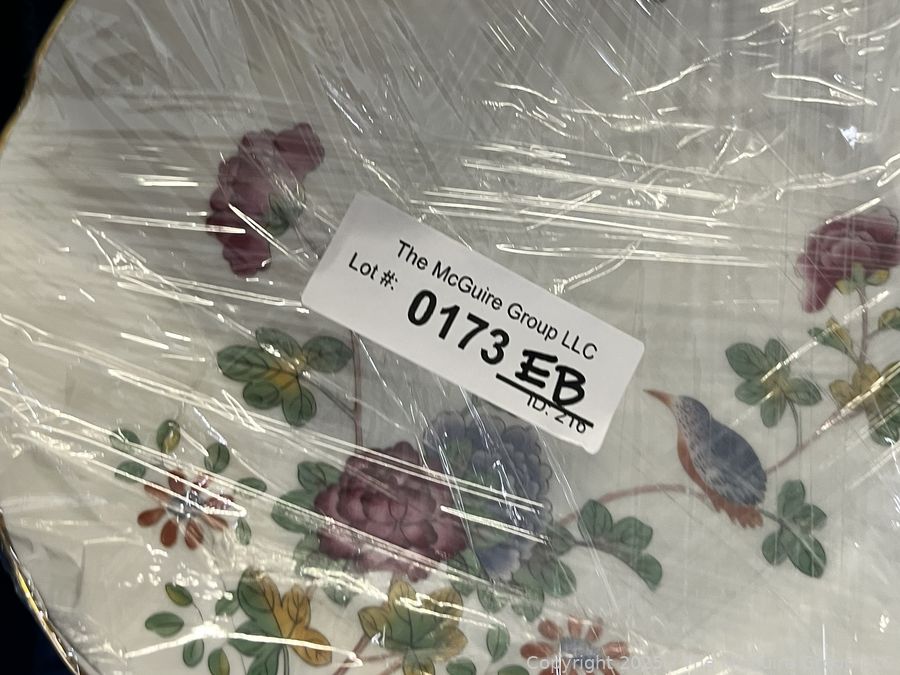 The McGuire Group LLC
Lot #:
0173 EB
ID: 216
Copyright 2025